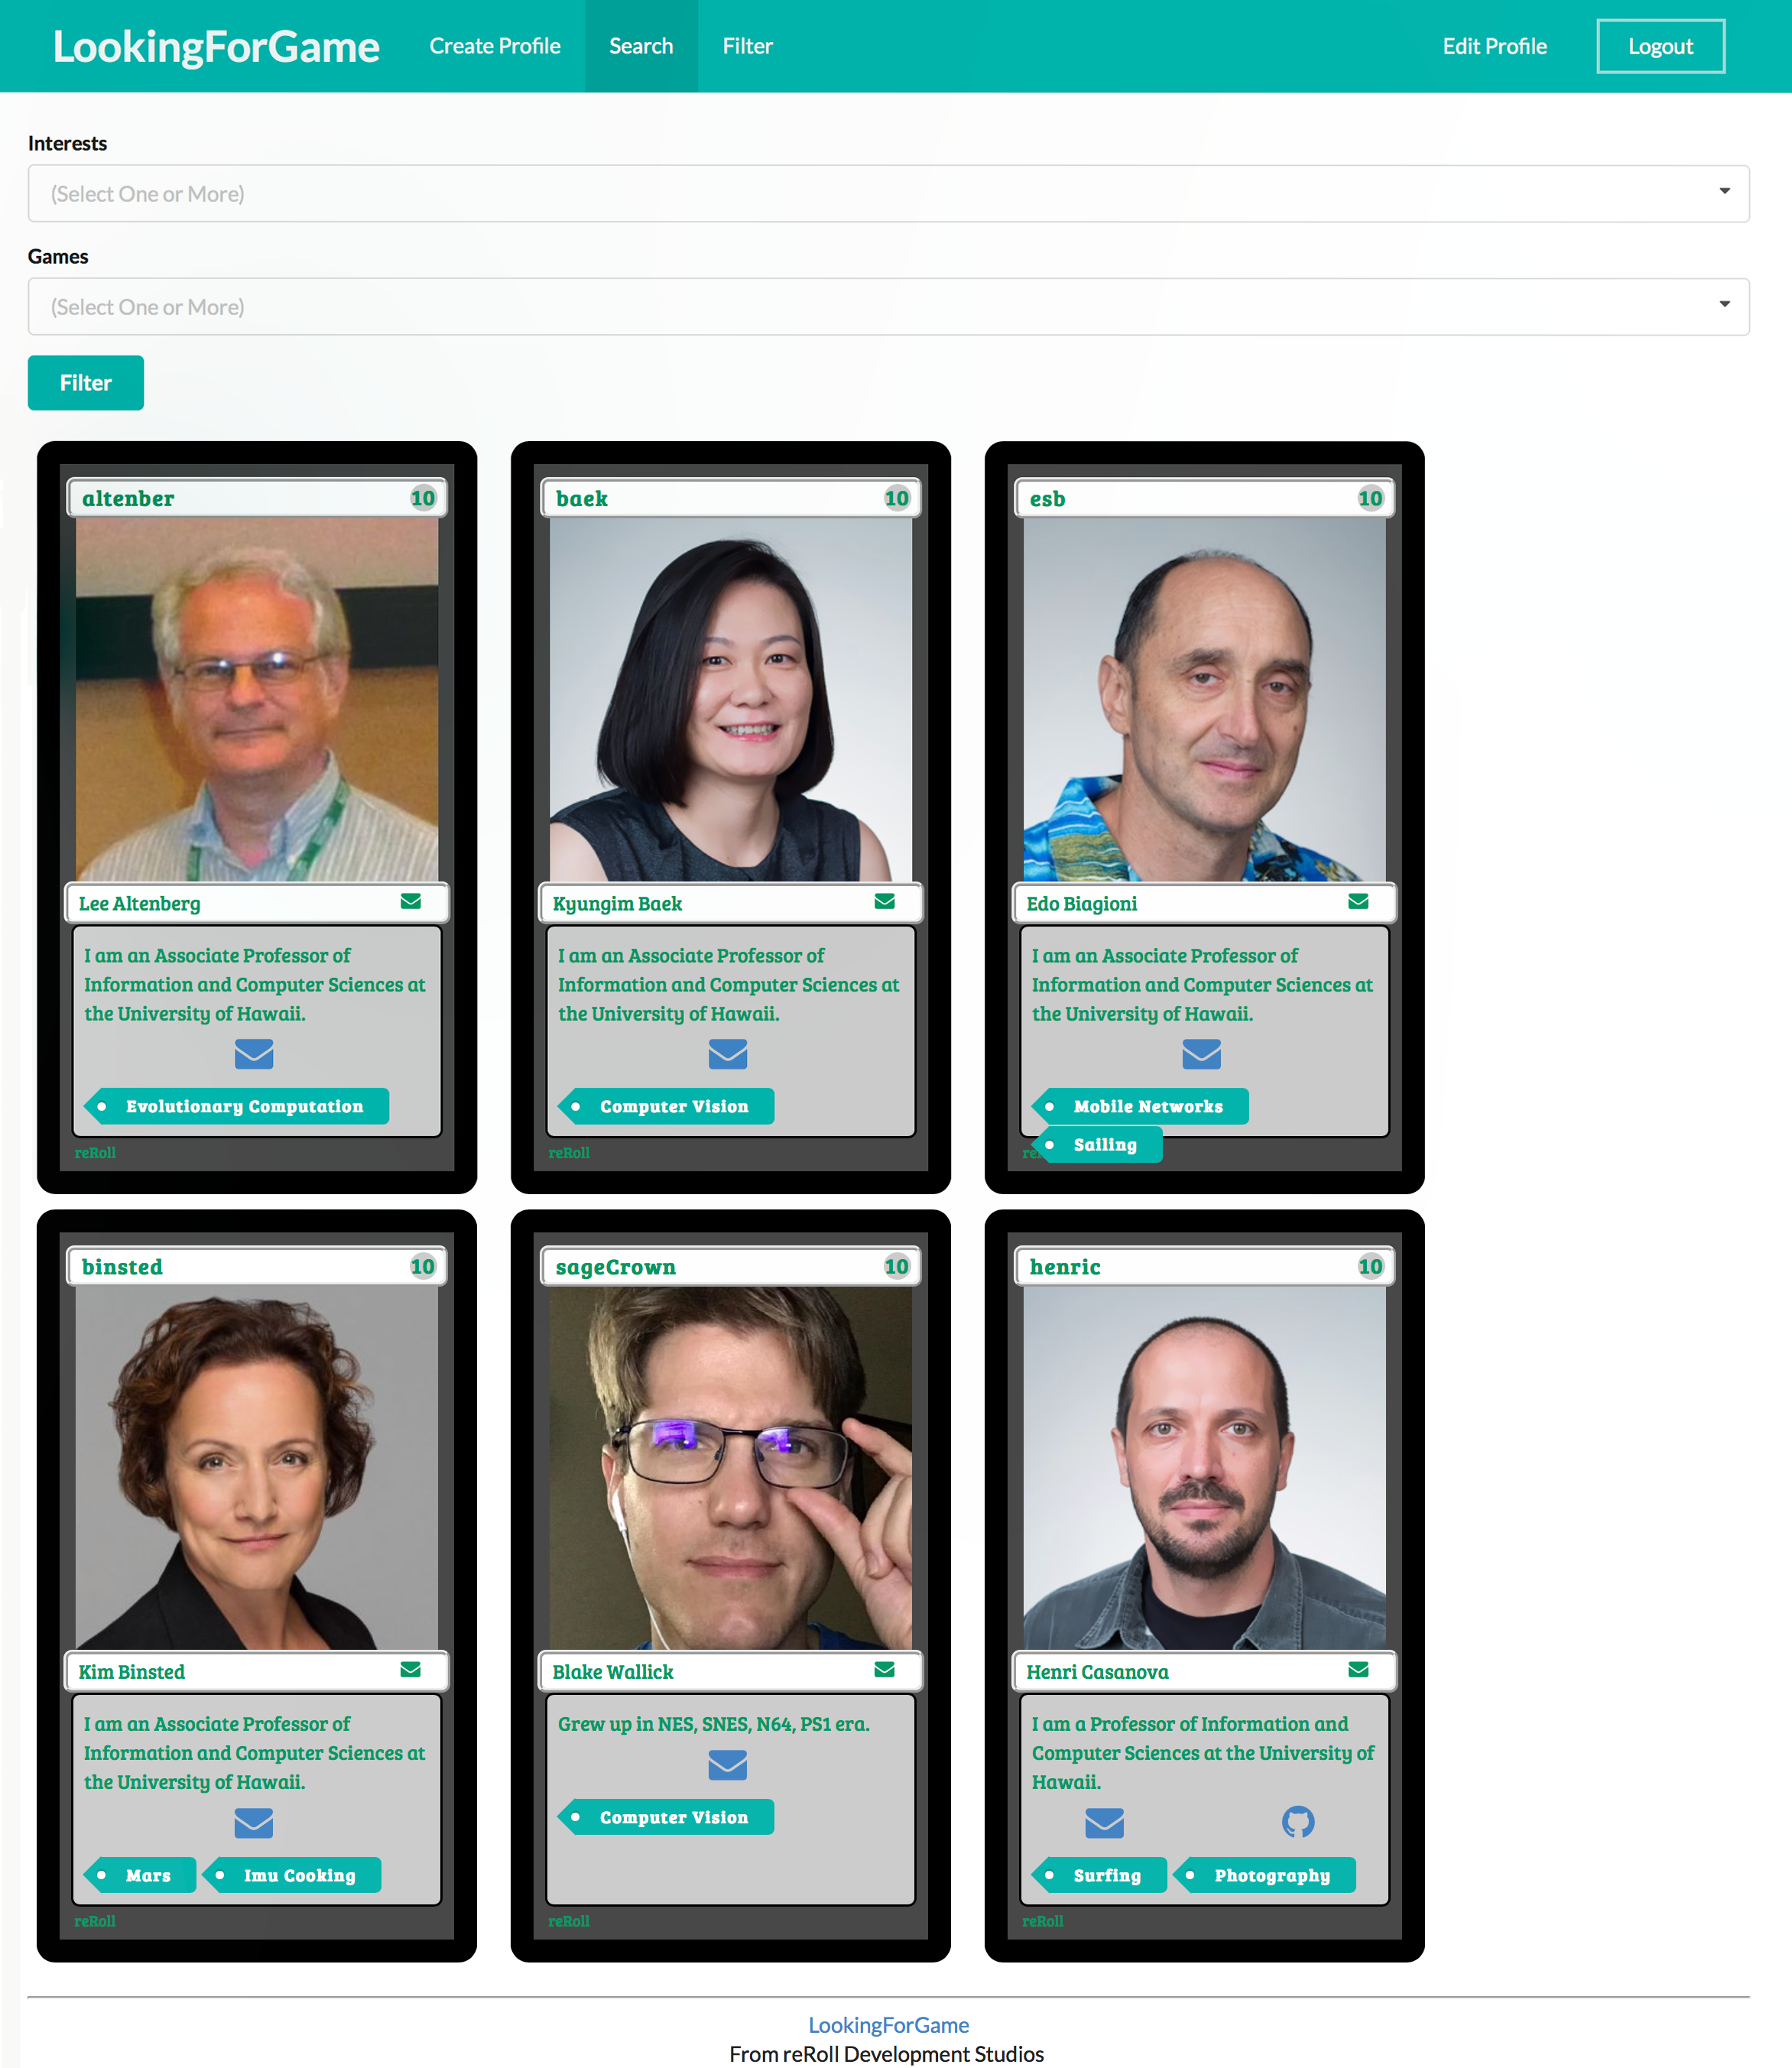 LookingForGame Create Profile Search Filter Edit Profile Logout
Interests
(Select One or More)
Games
(Select One or More)
Filter
altenber 10
Lee Altenberg
I am an Associate Professor of
Information and Computer Sciences at
the University of Hawaii.
Evolutionary Computation
reRoll
baek 10
Kyungim Baek
I am an Associate Professor of
Information and Computer Sciences at
the University of Hawaii.
Computer Vision
reRoll
esb 10
Edo Biagioni
I am an Associate Professor of
Information and Computer Sciences at
the University of Hawaii.
Mobile Networks
Sailing
binsted 10
Kim Binsted
I am an Associate Professor of
Information and Computer Sciences at
the University of Hawaii.
Mars Imu Cooking
reRoll
sageCrown 10
Blake Wallick
Grew up in NES, SNES, N64, PS1 era.
Computer Vision
reRoll
henric 10
Henri Casanova
I am a Professor of Information and
Computer Sciences at the University of
Hawaii.
Surfing Photography
reRoll
LookingForGame
From reRoll Development Studios